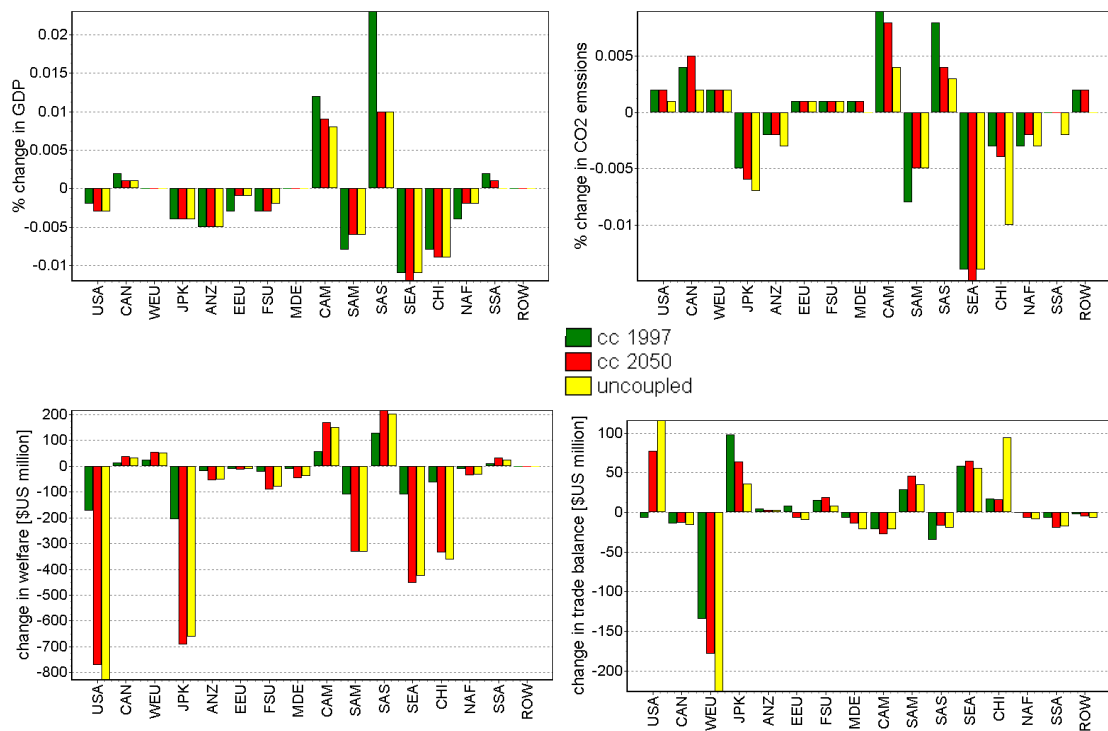 % change in GDP
0.02
0.015
0.01
0.005
0
-0.005
-0.01
USA CAN WEU JPK ANZ EEU FSU MDE CAM SAM SAS SEA CHI NAF SSA ROW
% change in CO2 emssions
0.005
0
-0.005
-0.01
USA CAN WEU JPK ANZ EEU FSU MDE CAM SAM SAS SEA CHI NAF SSA ROW
cc 1997
cc 2050
uncoupled
change in welfare [$US million]
200
100
0
-100
-200
-300
-400
-500
-600
-700
-800
USA CAN WEU JPK ANZ EEU FSU MDE CAM SAM SAS SEA CHI NAF SSA ROW
change in trade balance [$US million]
100
50
0
-50
-100
-150
-200
USA CAN WEU JPK ANZ EEU FSU MDE CAM SAM SAS SEA CHI NAF SSA ROW